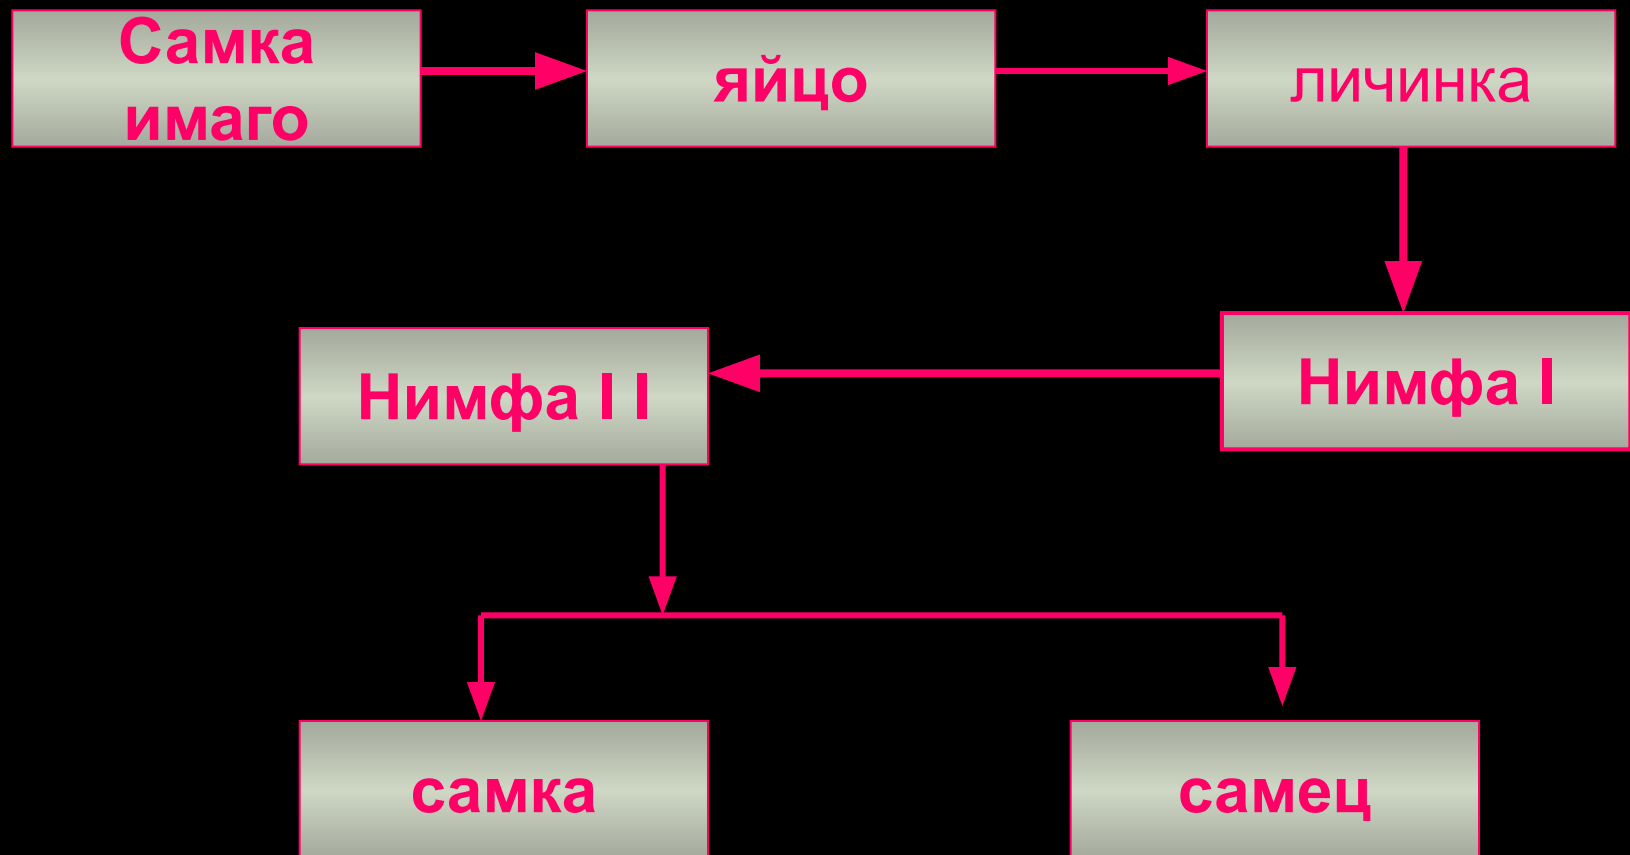 Самка
имаго
яйцо
личинка
Нимфа I
Нимфа I I
самка
самец